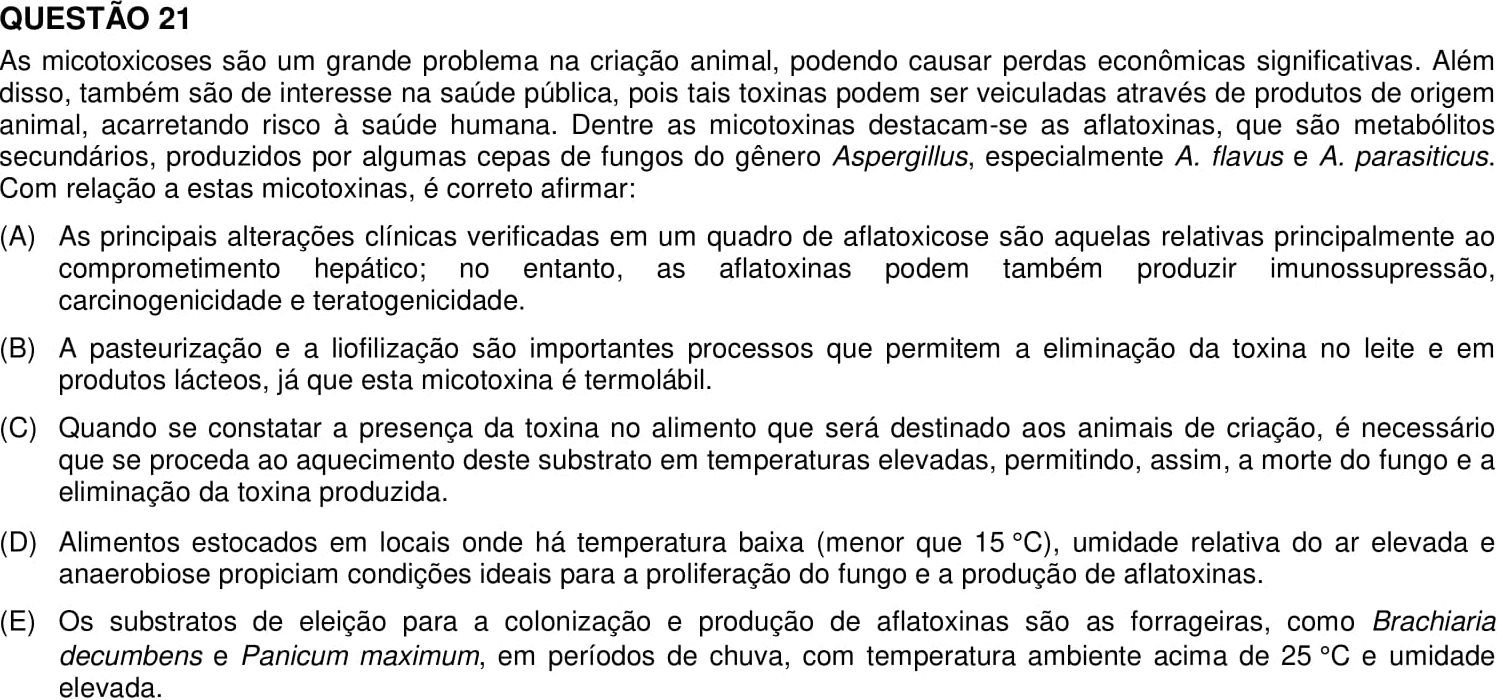 QUESTÃO 21
As micotoxicoses são um grande problema na criação animal, podendo causar perdas econômicas significativas. Além
disso, também são de interesse na saúde pública, pois tais toxinas podem ser veiculadas através de produtos de origem
animal, acarretando risco à saúde humana. Dentre as micotoxinas destacam-se as aflatoxinas, que são metabólitos
secundários, produzidos por algumas cepas de fungos do gênero Aspergillus, especialmente A. flavus e A. parasiticus.
Com relação a estas micotoxinas, é correto afirmar:
(A) As principais alterações clínicas verificadas em um quadro de aflatoxicose são aquelas relativas principalmente ao
comprometimento hepático; no entanto, as aflatoxinas podem também produzir imunossupressão,
carcinogenicidade e teratogenicidade.
(B) A pasteurização e a liofilização são importantes processos que permitem a eliminação da toxina no leite e em
produtos lácteos, já que esta micotoxina é termolábil.
(C) Quando se constatar a presença da toxina no alimento que será destinado aos animais de criação, é necessário
que se proceda ao aquecimento deste substrato em temperaturas elevadas, permitindo, assim, a morte do fungo e a
eliminação da toxina produzida.
(D) Alimentos estocados em locais onde há temperatura baixa (menor que 15 °C), umidade relativa do ar elevada e
anaerobiose propiciam condições ideais para a proliferação do fungo e a produção de aflatoxinas.
(E) Os substratos de eleição para a colonização e produção de aflatoxinas são as forrageiras, como Brachiaria
decumbens e Panicum maximum, em períodos de chuva, com temperatura ambiente acima de 25 °C e umidade
elevada.